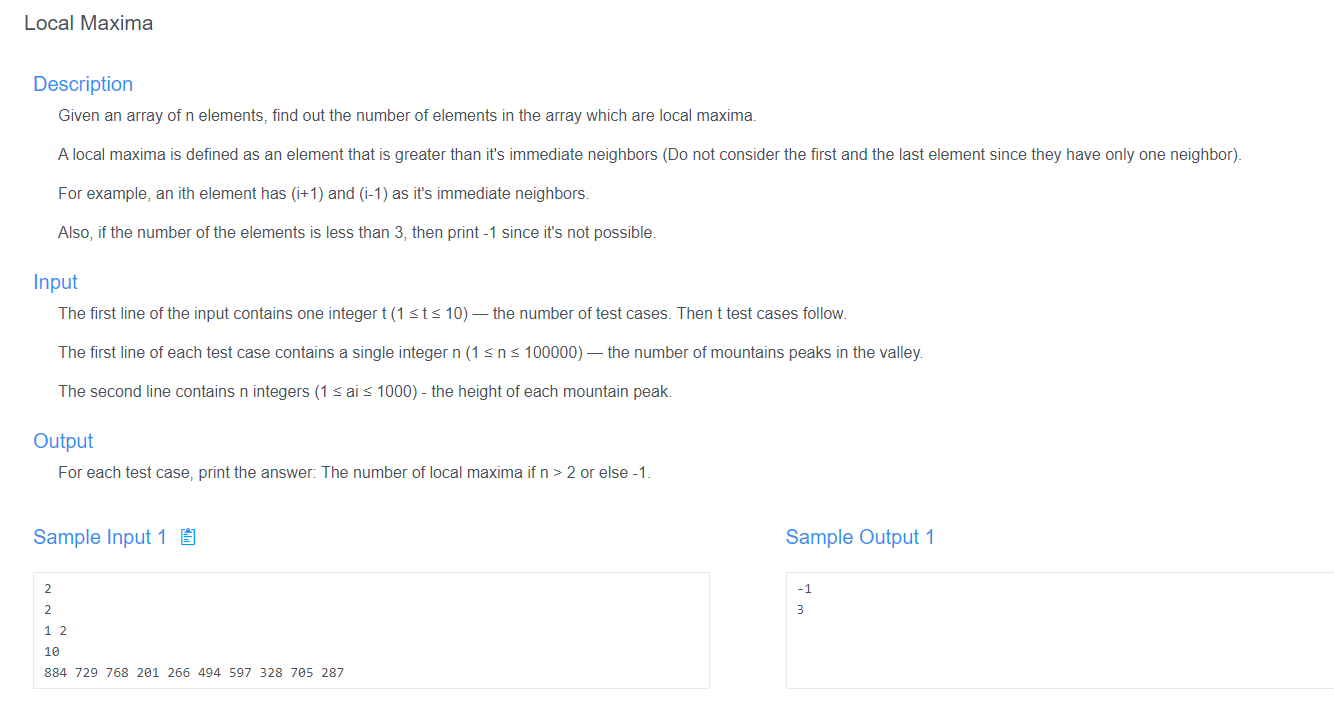 Local Maxima
Description
Given an array of n elements, find out the number of elements in the array which are local maxima.
A local maxima is defined as an element that is greater than it's immediate neighbors (Do not consider the first and the last element since they have only one neighbor).
For example, an ith element has (i+1) and (i-1) as it's immediate neighbors.
Also, if the number of the elements is less than 3, then print -1 since it's not possible.
Input
The first line of the input contains one integer t (1 ≤ t ≤ 10) — the number of test cases. Then t test cases follow.
The first line of each test case contains a single integer n (1 ≤ n ≤ 100000) — the number of mountains peaks in the valley.
The second line contains n integers (1 ≤ ai ≤ 1000) - the height of each mountain peak.
Output
For each test case, print the answer: The number of local maxima if n > 2 or else -1.
Sample Input 1
2
2
1 2
10
884 729 768 201 266 494 597 328 705 287
Sample Output 1
-1
3